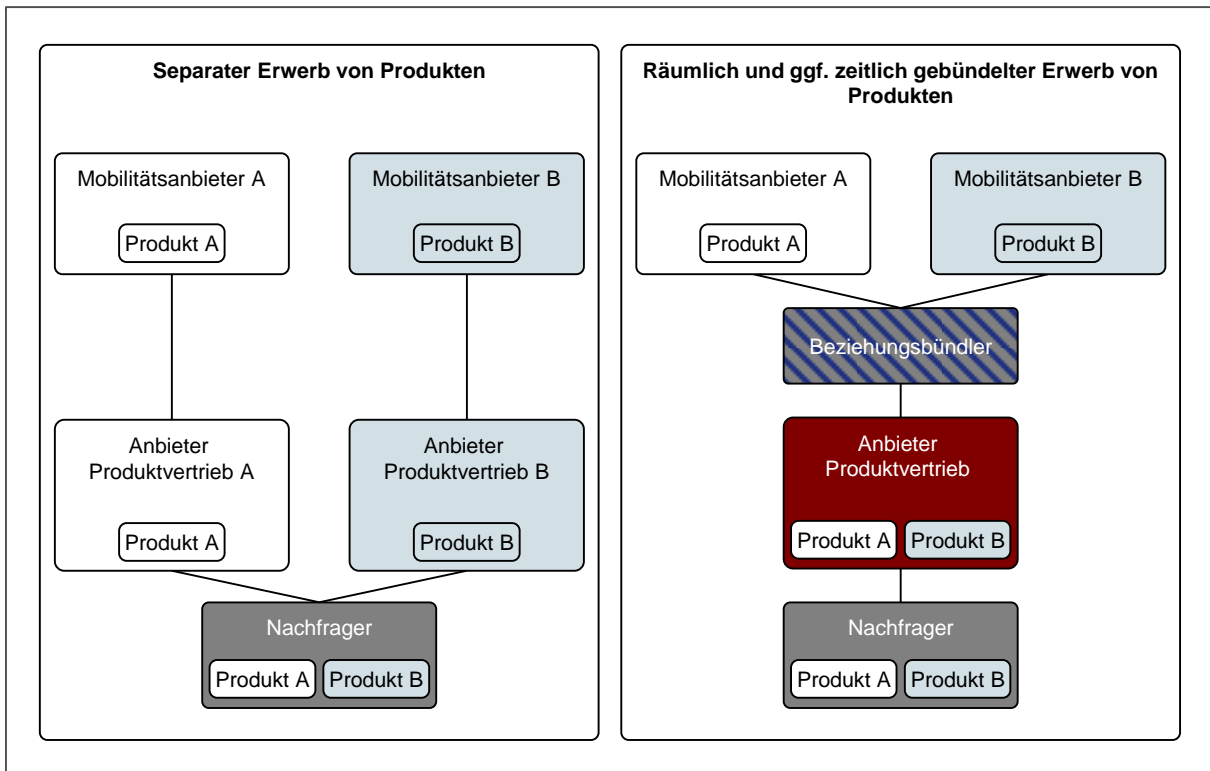 Separater Erwerb von Produkten
Mobilitätsanbieter A
Produkt A
Mobilitätsanbieter B
Produkt B
Anbieter
Produktvertrieb A
Produkt A
Anbieter
Produktvertrieb B
Produkt B
Nachfrager
Produkt A
Produkt B
Räumlich und ggf. zeitlich gebündelter Erwerb von
Produkten
Mobilitätsanbieter A
Produkt A
Mobilitätsanbieter B
Produkt B
Beziehungsbündler
Anbieter
Produktvertrieb
Produkt A
Produkt B
Nachfrager
Produkt A
Produkt B